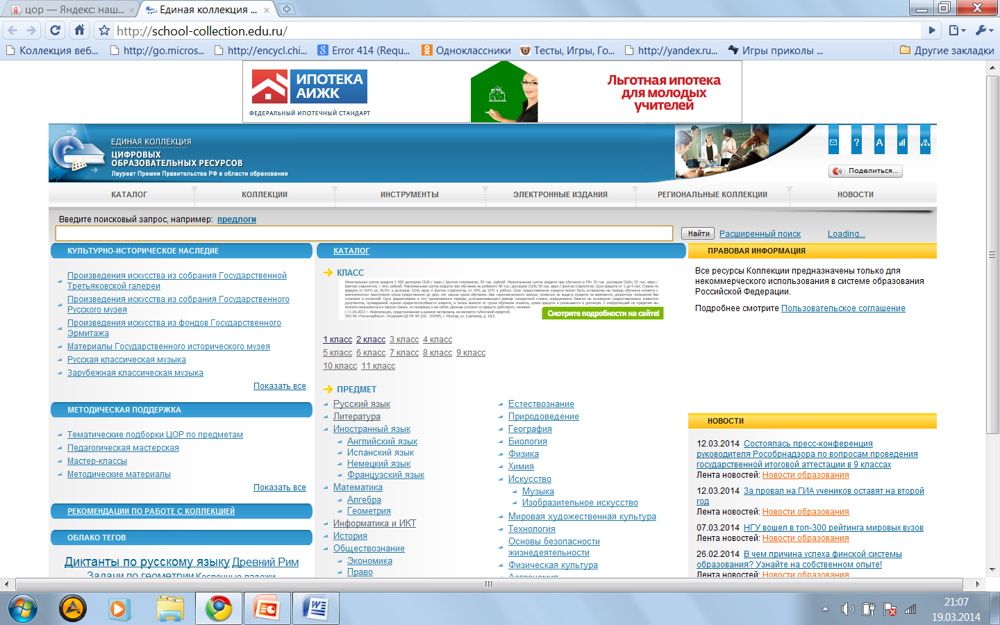 цор — Яндекс: наш...
Единая коллекция ...
http://school-collection.edu.ru/
Коллекция веб...
http://go.micros...
http://encycl.chi...
Error 414 (Requ...
Одноклассники
Тесты, Игры, Го...
http://yandex.ru...
Игры приколы ...
Другие закладки
ИПОТЕКА
АИЖК
ФЕДЕРАЛЬНЫЙ ИПОТЕЧНЫЙ СТАНДАРТ
Льготная ипотека
для молодых
учителей
ЕДИНАЯ КОЛЛЕКЦИЯ
ЦИФРОВЫХ
ОБРАЗОВАТЕЛЬНЫХ РЕСУРСОВ
Лауреат Премии Правительства РФ в области образования
Поделиться...
КАТАЛОГ
КОЛЛЕКЦИИ
ИНСТРУМЕНТЫ
ЭЛЕКТРОННЫЕ ИЗДАНИЯ
РЕГИОНАЛЬНЫЕ КОЛЛЕКЦИИ
НОВОСТИ
Введите поисковый запрос, например: предлоги
Найти
Расширенный поиск
Loading...
КУЛЬТУРНО-ИСТОРИЧЕСКОЕ НАСЛЕДИЕ
Произведения искусства из собрания Государственной
Третьяковской галереи
Произведения искусства из собрания Государственного
Русского музея
Произведения искусства из фондов Государственного
Эрмитажа
Материалы Государственного исторического музея
Русская классическая музыка
Зарубежная классическая музыка
Показать все
МЕТОДИЧЕСКАЯ ПОДДЕРЖКА
Тематические подборки ЦОР по предметам
Педагогическая мастерская
Мастер-классы
Методические материалы
Показать все
РЕКОМЕНДАЦИИ ПО РАБОТЕ С КОЛЛЕКЦИЕЙ
ОБЛАКО ТЕГОВ
Диктанты по русскому языку Древний Рим
Задачи по геометрии Косвенные падежи
КАТАЛОГ
КЛАСС
Смотрите подробности на сайте!
1 класс 2 класс 3 класс 4 класс
5 класс 6 класс 7 класс 8 класс 9 класс
10 класс 11 класс
ПРЕДМЕТ
Русский язык
Литература
Иностранный язык
Английский язык
Испанский язык
Немецкий язык
Французский язык
Математика
Алгебра
Геометрия
Информатика и ИКТ
История
Обществознание
Экономика
Право
Естествознание
Природоведение
География
Биология
Физика
Химия
Искусство
Музыка
Изобразительное искусство
Мировая художественная культура
Технология
Основы безопасности
жизнедеятельности
Физическая культура
Астрономия
ПРАВОВАЯ ИНФОРМАЦИЯ
Все ресурсы Коллекции предназначены только для
некоммерческого использования в системе образования
Российской Федерации.
Подробнее смотрите Пользовательское соглашение
НОВОСТИ
12.03.2014 Состоялась пресс-конференция
руководителя Рособрнадзора по вопросам проведения
государственной итоговой аттестации в 9 классах
Лента новостей: Новости образования
12.03.2014 За провал на ГИА учеников оставят на второй
год
Лента новостей: Новости образования
07.03.2014 НГУ вошел в топ-300 рейтинга мировых вузов
Лента новостей: Новости образования
26.02.2014 В чем причина успеха финской системы
образования? Узнайте на собственном опыте!
Лента новостей: Новости образования
21:07
19.03.2014